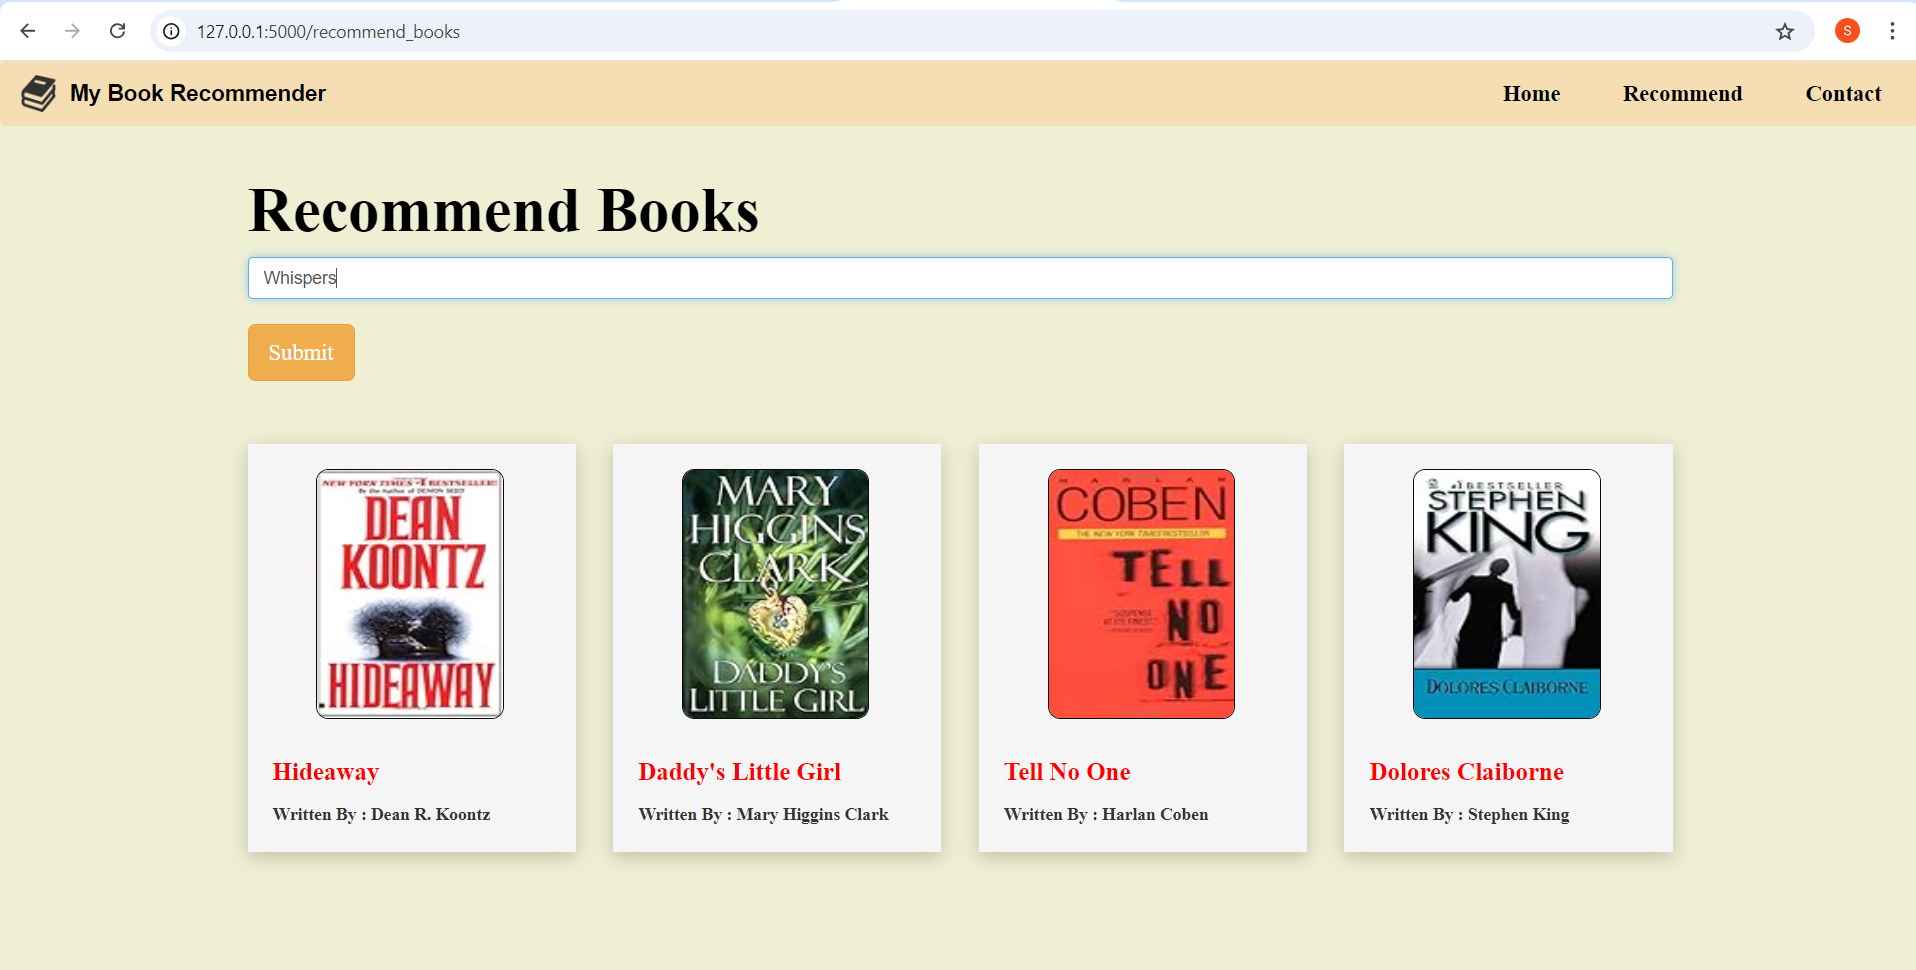 127.0.0.1:5000/recommend_books
S
My Book Recommender
Home
Recommend
Contact
Recommend Books
Whispers
Submit
NEW YORK TIMES #1 BESTSELLER!
By the Author of DEMON SEED
DEAN
KOONTZ
HIDEAWAY
Hideaway
Written By : Dean R. Koontz
MARY
HIGGINS
CLARK
DADDY'S
LITTLE GIRL
Daddy's Little Girl
Written By : Mary Higgins Clark
HARLAN
COBEN
THE NEW YORK TIMES BESTSELLER
TELL
NO
ONE
"SUSPENSE
AT ITS FINEST."
Tell No One
Written By : Harlan Coben
#1 BESTSELLER
STEPHEN
KING
DOLORES CLAIBORNE
Dolores Claiborne
Written By : Stephen King